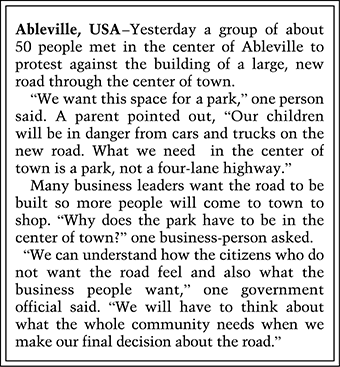 Ableville, USA–Yesterday a group of about
50 people met in the center of Ableville to
protest against the building of a large, new
road through the center of town.
“We want this space for a park,” one person
said. A parent pointed out, “Our children
will be in danger from cars and trucks on the
new road. What we need in the center of
town is a park, not a four-lane highway.”
Many business leaders want the road to be
built so more people will come to town to
shop. “Why does the park have to be in the
center of town?” one business-person asked.
“We can understand how the citizens who do
not want the road feel and also what the
business people want,” one government
official said. “We will have to think about
what the whole community needs when we
make our final decision about the road.”